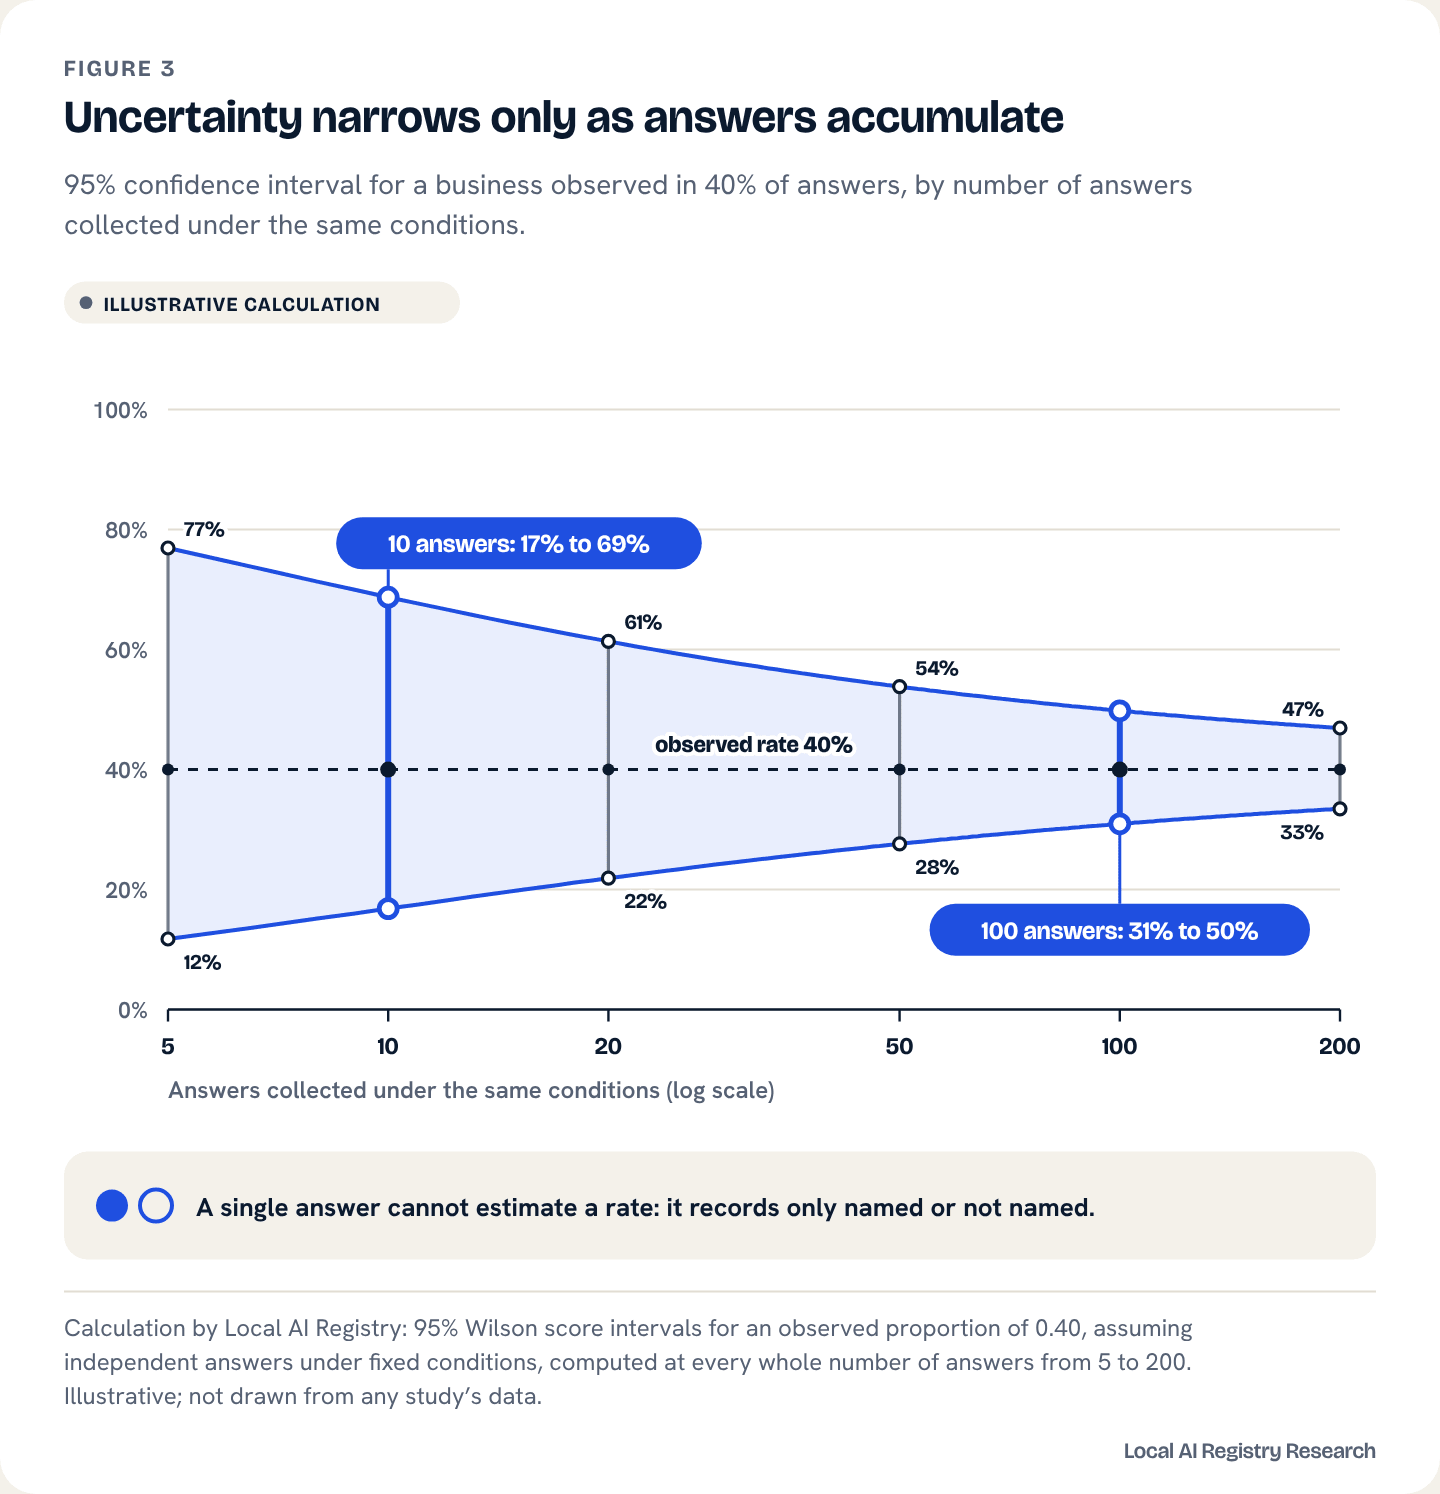 FIGURE 3
Uncertainty narrows only as answers accumulate
95% confidence interval for a business observed in 40% of answers, by number of answers
collected under the same conditions.
ILLUSTRATIVE CALCULATION
100%
80%
77%
10 answers: 17% to 69%
61%
60%
54%
47%
observed rate 40%
40%
33%
28%
20%
22%
100 answers: 31% to 50%
12%
0%
5 10 20 50 100 200
Answers collected under the same conditions (log scale)
A single answer cannot estimate a rate: it records only named or not named.
Calculation by Local AI Registry: 95% Wilson score intervals for an observed proportion of 0.40, assuming
independent answers under fixed conditions, computed at every whole number of answers from 5 to 200.
Illustrative; not drawn from any study’s data.
Local AI Registry Research